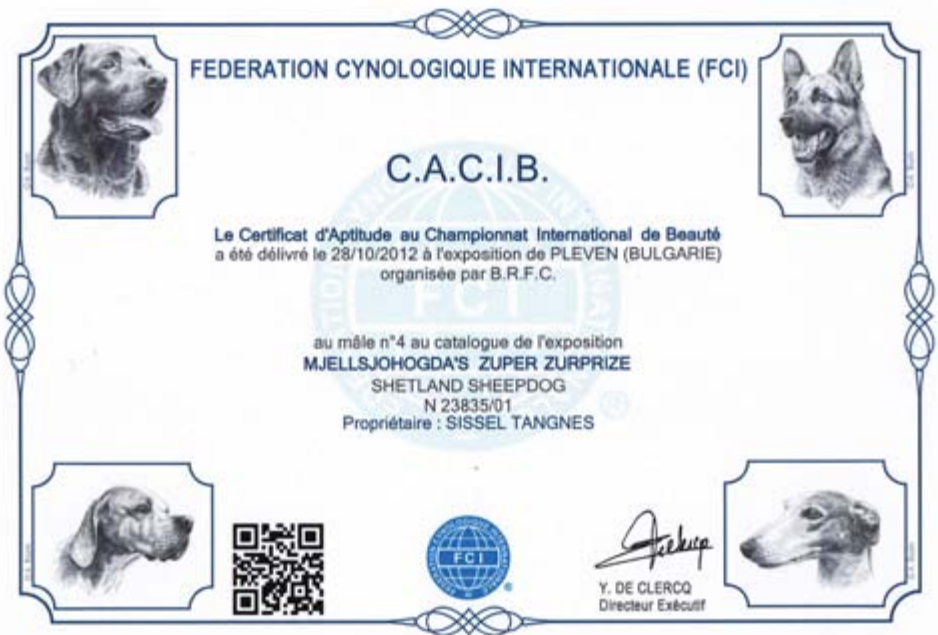 FEDERATION CYNOLOGIQUE INTERNATIONALE (FCI)
C.A.C.I.B.
Le Certificat d'Aptitude au Championnat International de Beauté
a été délivré le 28/10/2012 à l'exposition de PLEVEN (BULGARIE)
organisée par B.R.F.C.
FCI
au mâle n°4 au catalogue de l'exposition
MJELLSJOHOGDA'S ZUPER ZURPRIZE
SHETLAND SHEEPDOG
N 23835/01
Propriétaire : SISSEL TANGNES
FCI
Y. DE CLERCQ
Directeur Exécutif